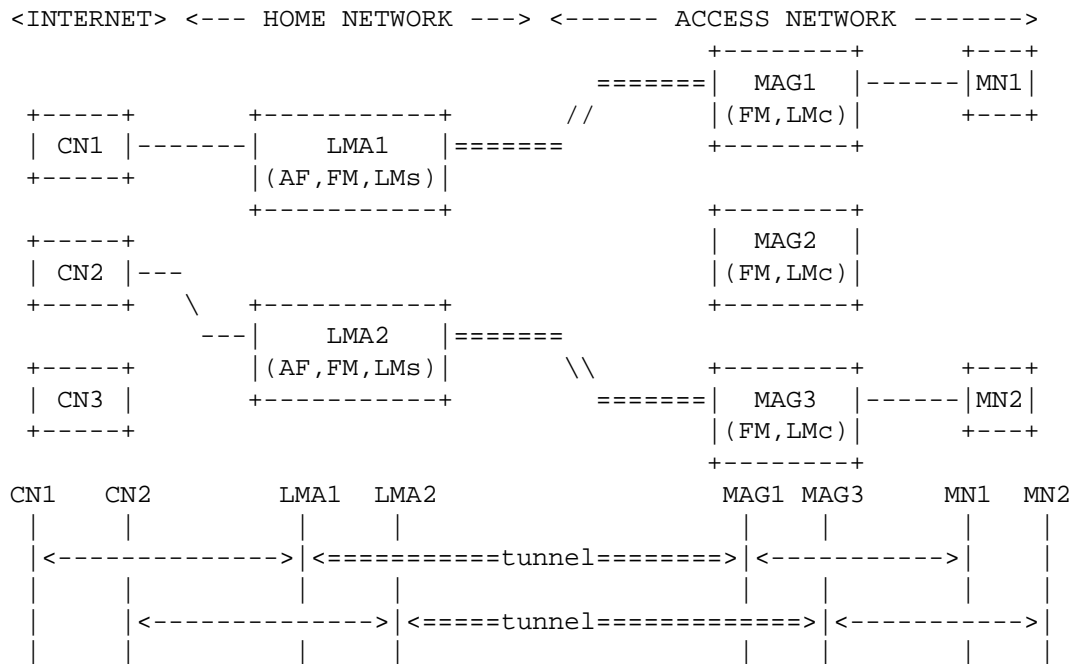 <INTERNET> <--- HOME NETWORK ---> <------ ACCESS NETWORK ------->
                                            +--------+      +---+
                                     =======|  MAG1  |------|MN1|
 +-----+       +-----------+       //       |(FM,LMc)|      +---+
 | CN1 |-------|    LMA1   |=======         +--------+
 +-----+       |(AF,FM,LMs)|
               +-----------+                +--------+
 +-----+                                    |  MAG2  |
 | CN2 |---                                 |(FM,LMc)|
 +-----+   \   +-----------+                +--------+
            ---|    LMA2   |=======
 +-----+       |(AF,FM,LMs)|       \\       +--------+      +---+
 | CN3 |       +-----------+         =======|  MAG3  |------|MN2|
 +-----+                                    |(FM,LMc)|      +---+
                                            +--------+
CN1   CN2        LMA1  LMA2                 MAG1 MAG3     MN1  MN2
 |     |          |     |                     |    |        |    |
 |<-------------->|<===========tunnel========>|<----------->|    |
 |     |          |     |                     |    |        |    |
 |     |<-------------->|<=====tunnel=============>|<----------->|
 |     |          |     |                     |    |        |    |